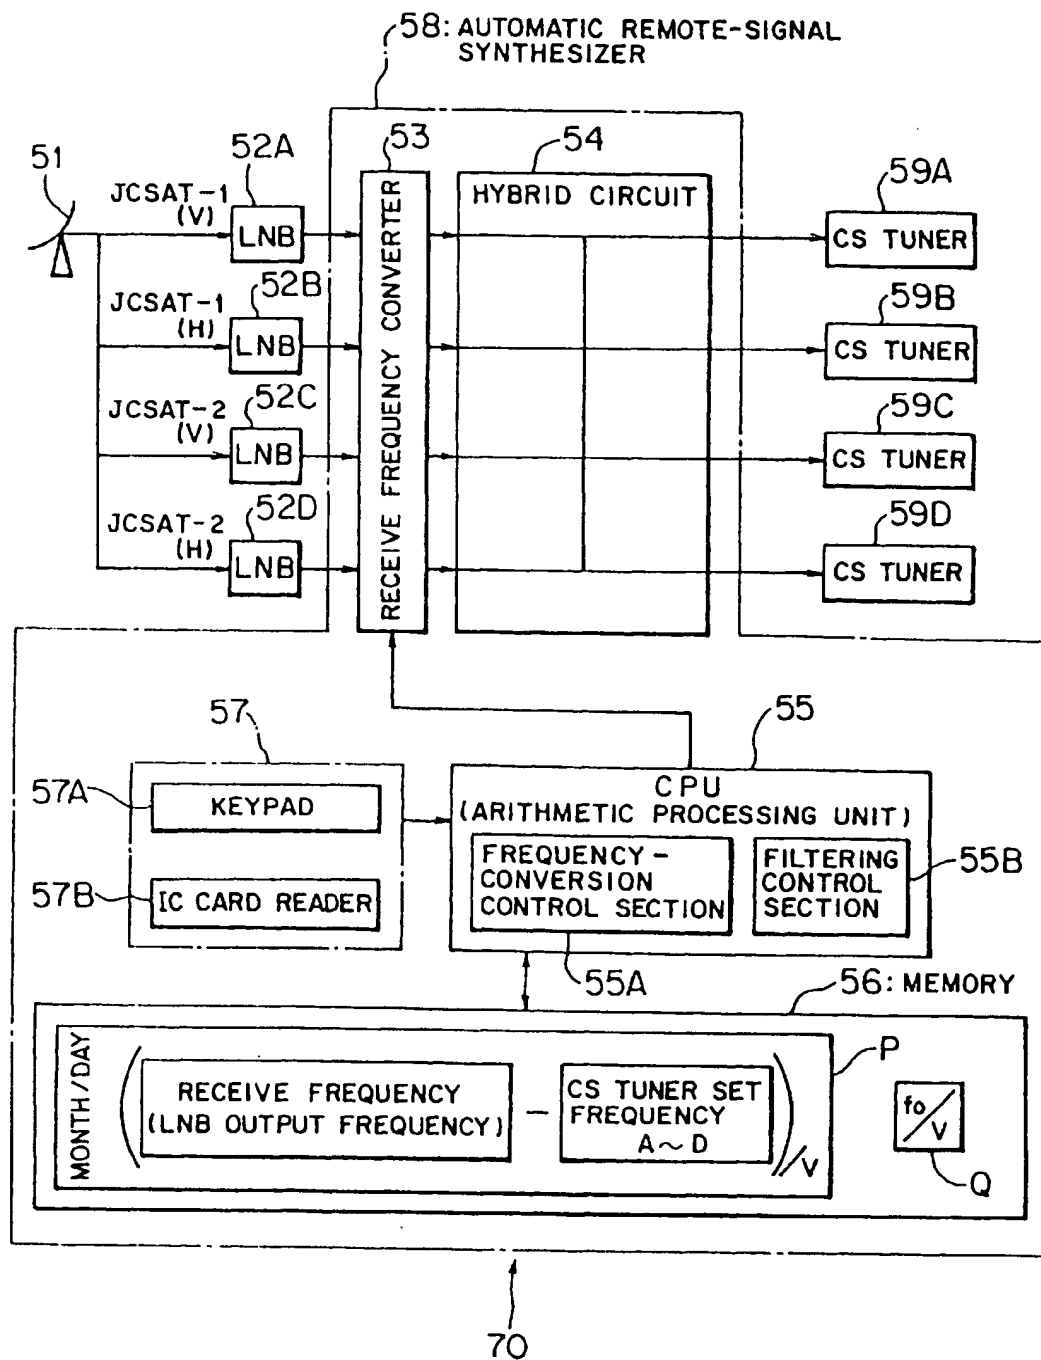 58: AUTOMATIC REMOTE-SIGNAL
SYNTHESIZER
51
52A
53
54
59A
JCSAT-1
(V)
LNB
RECEIVE FREQUENCY CONVERTER
HYBRID CIRCUIT
CS TUNER
52B
59B
JCSAT-1
(H)
LNB
CS TUNER
52C
59C
JCSAT-2
(V)
LNB
CS TUNER
52D
59D
JCSAT-2
(H)
LNB
CS TUNER
57
55
57A
KEYPAD
CPU
(ARITHMETIC PROCESSING UNIT)
57B
IC CARD READER
FREQUENCY-
CONVERSION
CONTROL SECTION
FILTERING
CONTROL
SECTION
55B
55A
56: MEMORY
MONTH/DAY
(
RECEIVE FREQUENCY
(LNB OUTPUT FREQUENCY)
–
CS TUNER SET
FREQUENCY
A~D
)/V
P
fo/V
Q
70